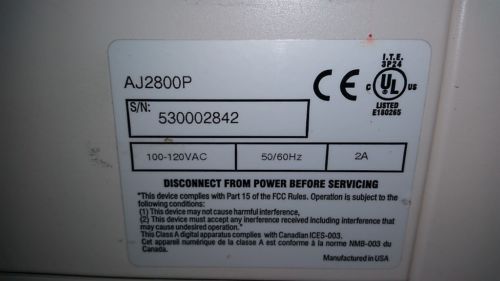 I.T.E.
3P24
AJ2800P
CE
C UL US
LISTED
E180265
S/N: 530002842
100-120VAC 50/60Hz 2A
DISCONNECT FROM POWER BEFORE SERVICING
"This device complies with Part 15 of the FCC Rules. Operation is subject to the
following conditions:
(1) This device may not cause harmful interference,
(2) This device must accept any interference received including interference that
may cause undesired operation."
This Class A digital apparatus complies with Canadian ICES-003.
Cet appareil numérique de la classe A est conforme à la norme NMB-003 du
Canada.
Manufactured in USA